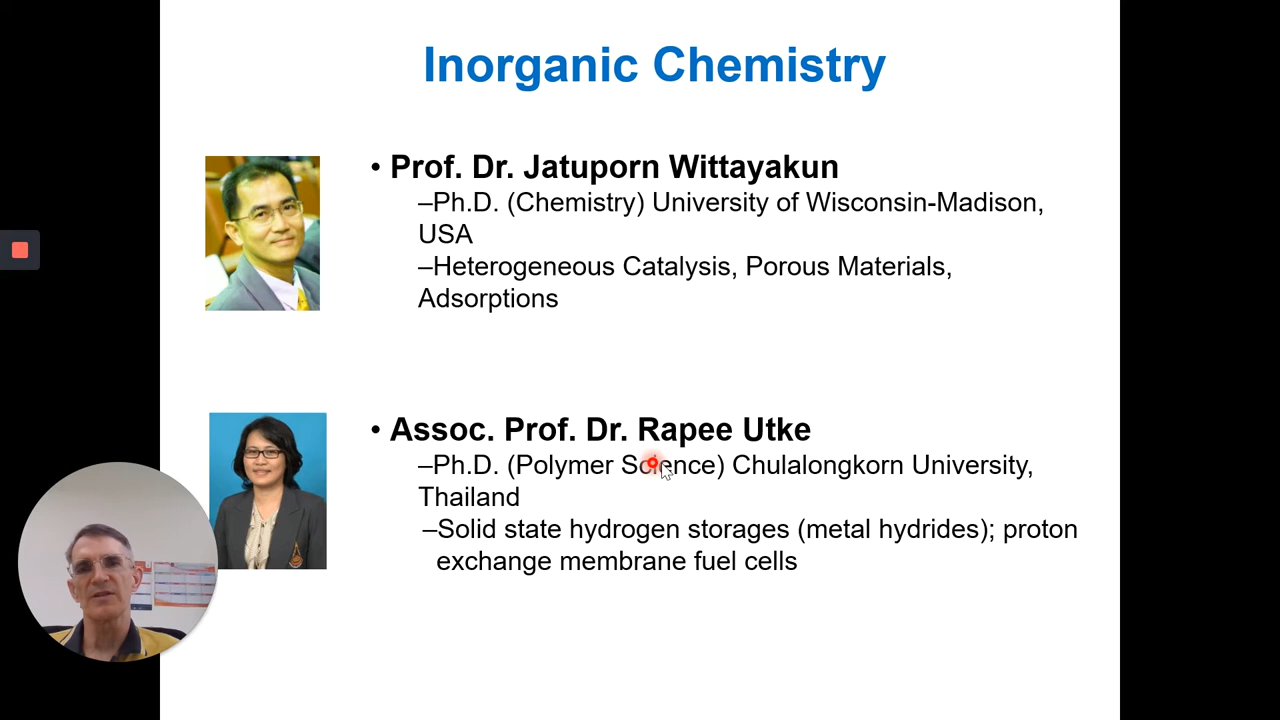 Inorganic Chemistry
• Prof. Dr. Jatuporn Wittayakun
–Ph.D. (Chemistry) University of Wisconsin-Madison,
USA
–Heterogeneous Catalysis, Porous Materials,
Adsorptions
• Assoc. Prof. Dr. Rapee Utke
–Ph.D. (Polymer Science) Chulalongkorn University,
Thailand
–Solid state hydrogen storages (metal hydrides); proton
exchange membrane fuel cells